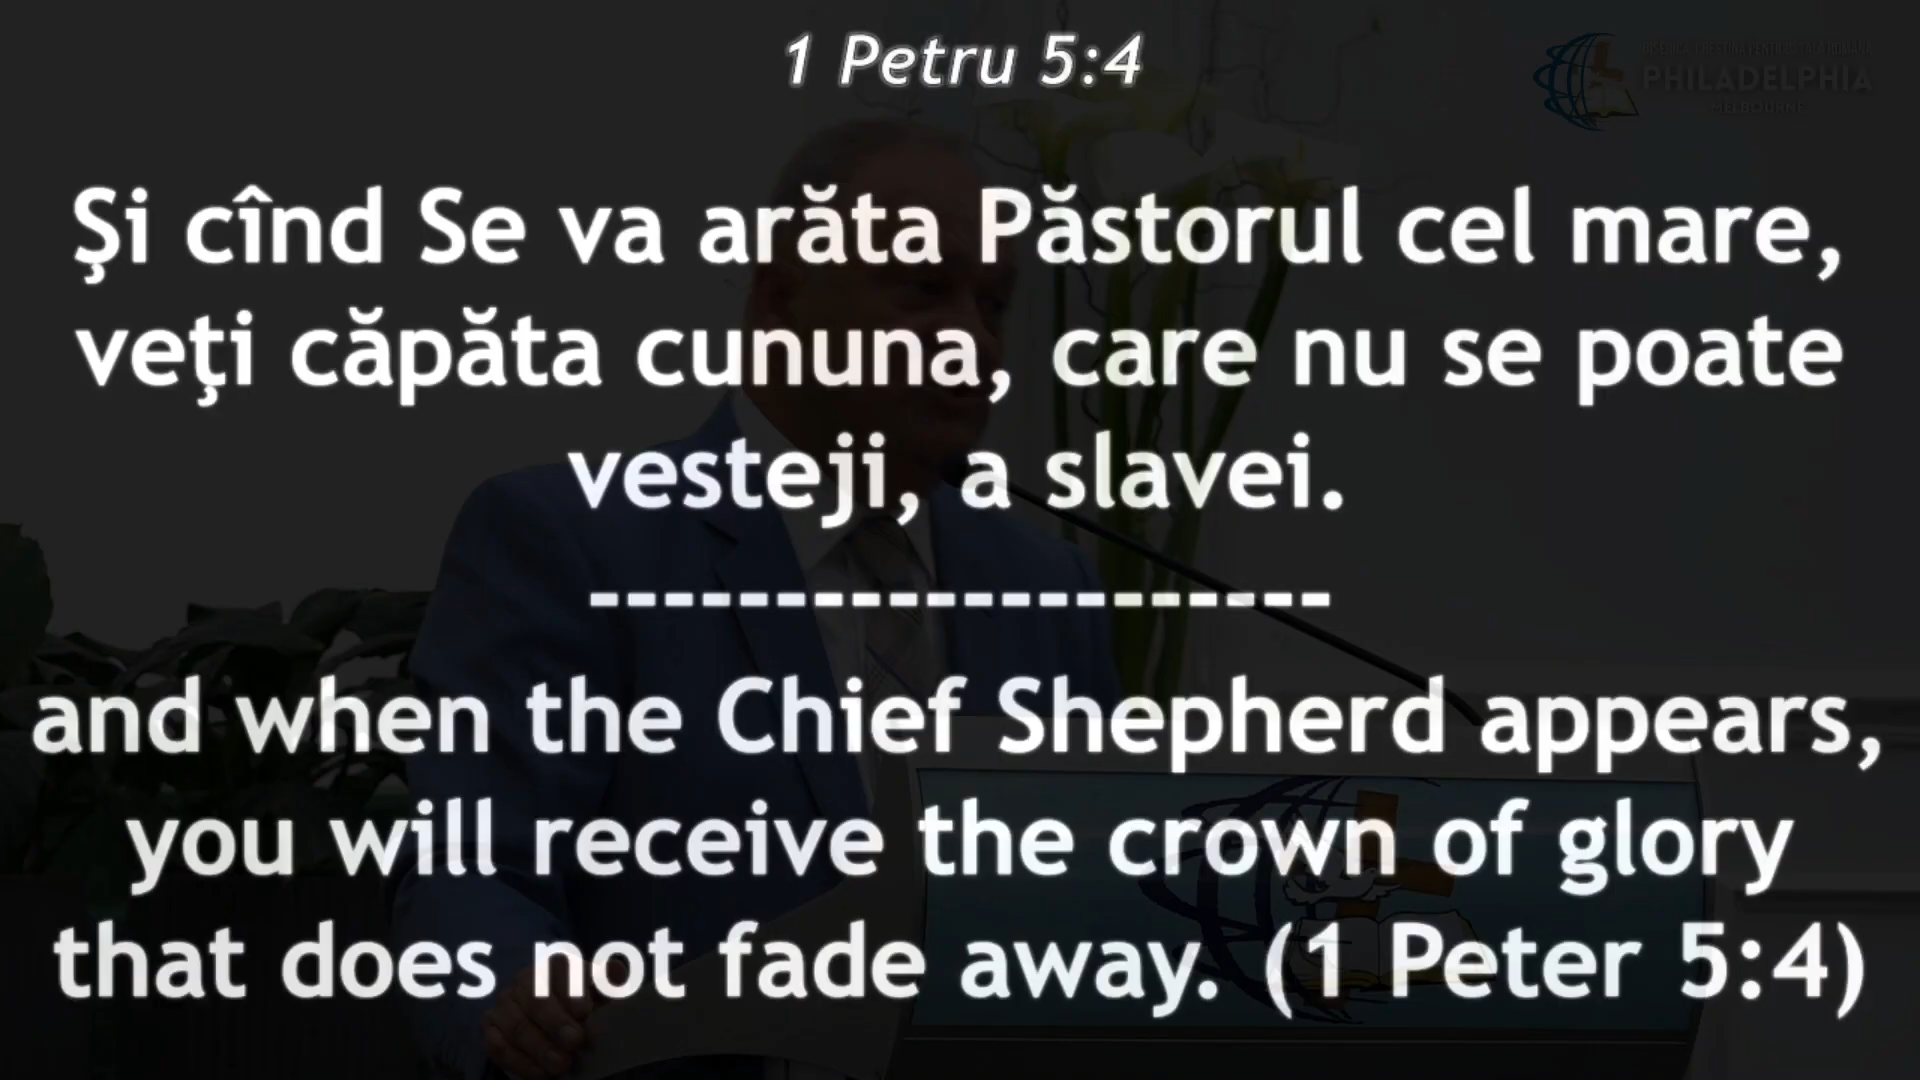 1 Petru 5:4
PHILADELPHIA
MELBOURNE
Şi cînd Se va arăta Păstorul cel mare,
veţi căpăta cununa, care nu se poate
vesteji, a slavei.
--------------------
and when the Chief Shepherd appears,
you will receive the crown of glory
that does not fade away. (1 Peter 5:4)